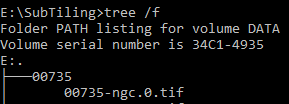 E:\SubTiling>tree /f
Folder PATH listing for volume DATA
Volume serial number is 34C1-4935
E:.
├───00735
│       00735-ngc.0.tif